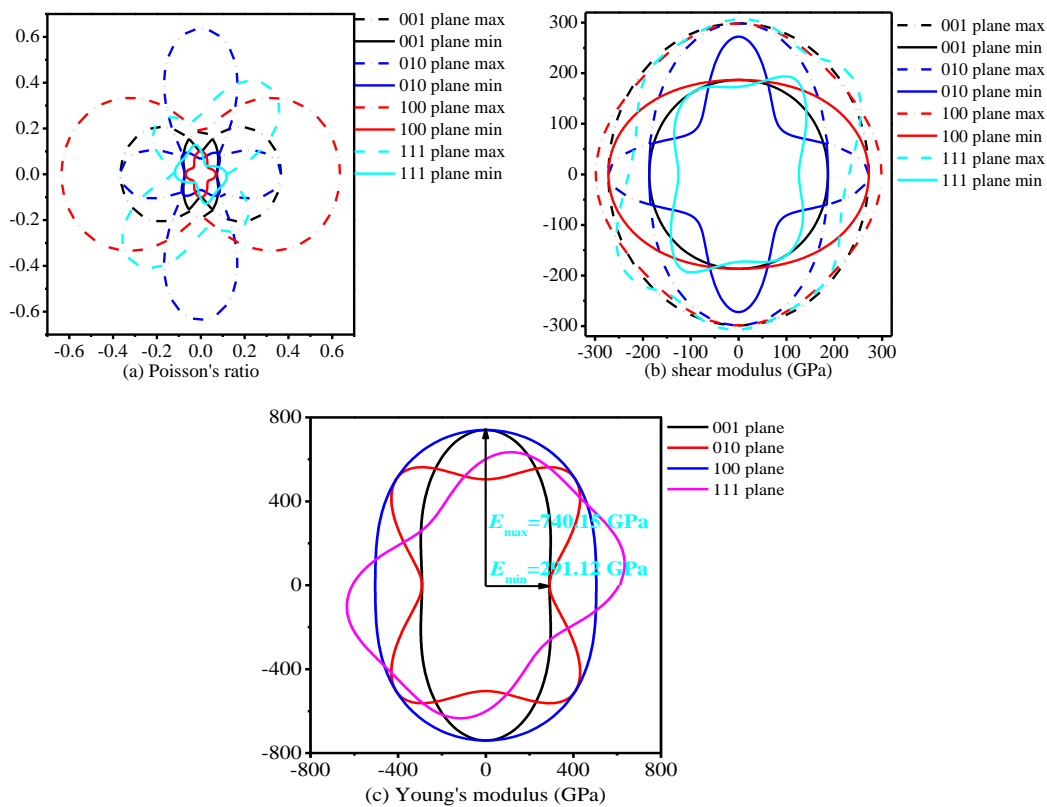 0.6
0.4
0.2
0.0
-0.2
-0.4
-0.6
-0.6 -0.4 -0.2 0.0 0.2 0.4 0.6
(a) Poisson's ratio
001 plane max
001 plane min
010 plane max
010 plane min
100 plane max
100 plane min
111 plane max
111 plane min
300
200
100
0
-100
-200
-300
-300 -200 -100 0 100 200 300
(b) shear modulus (GPa)
001 plane max
001 plane min
010 plane max
010 plane min
100 plane max
100 plane min
111 plane max
111 plane min
800
400
0
-400
-800
-800 -400 0 400 800
(c) Young's modulus (GPa)
Emax=740.15 GPa
Emin=291.12 GPa
001 plane
010 plane
100 plane
111 plane